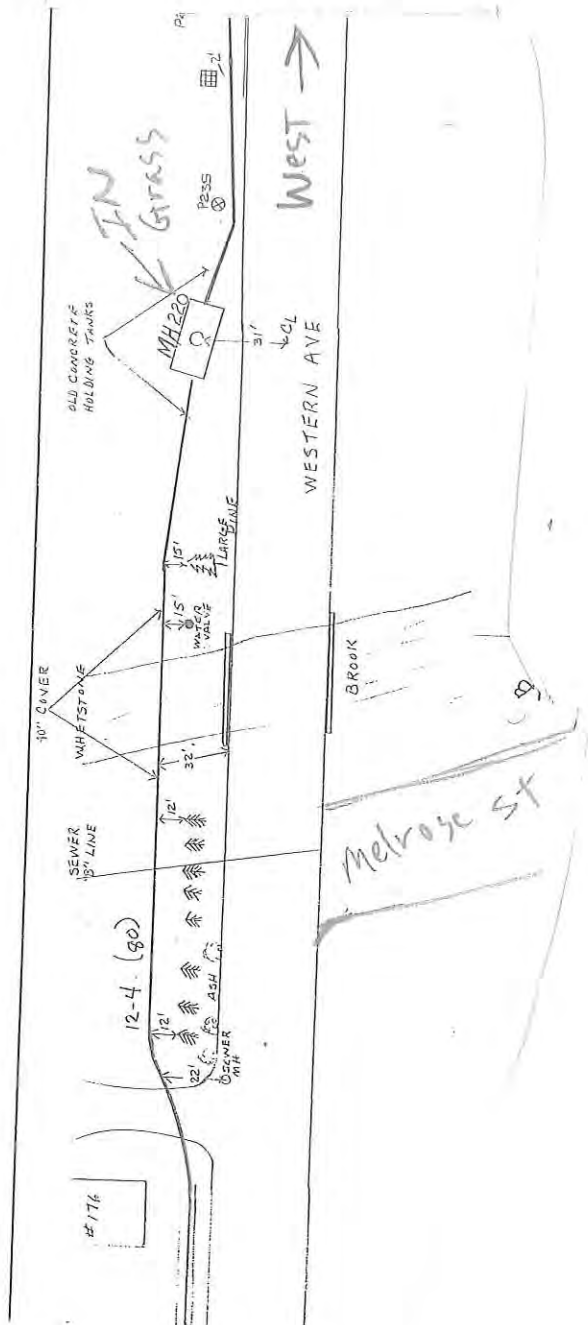 P235
2'
IN
Grass
West
OLD CONCRETE
HOLDING TANKS
MH220
31'
CL
WESTERN AVE
40" COVER
WHETSTONE
15'
15'
LARGE
PINE
WATER
VALVE
BROOK
32'
SEWER
LINE
12'
Melrose St
12-4 (80)
12'
ASH
22'
SEWER
MH
#176